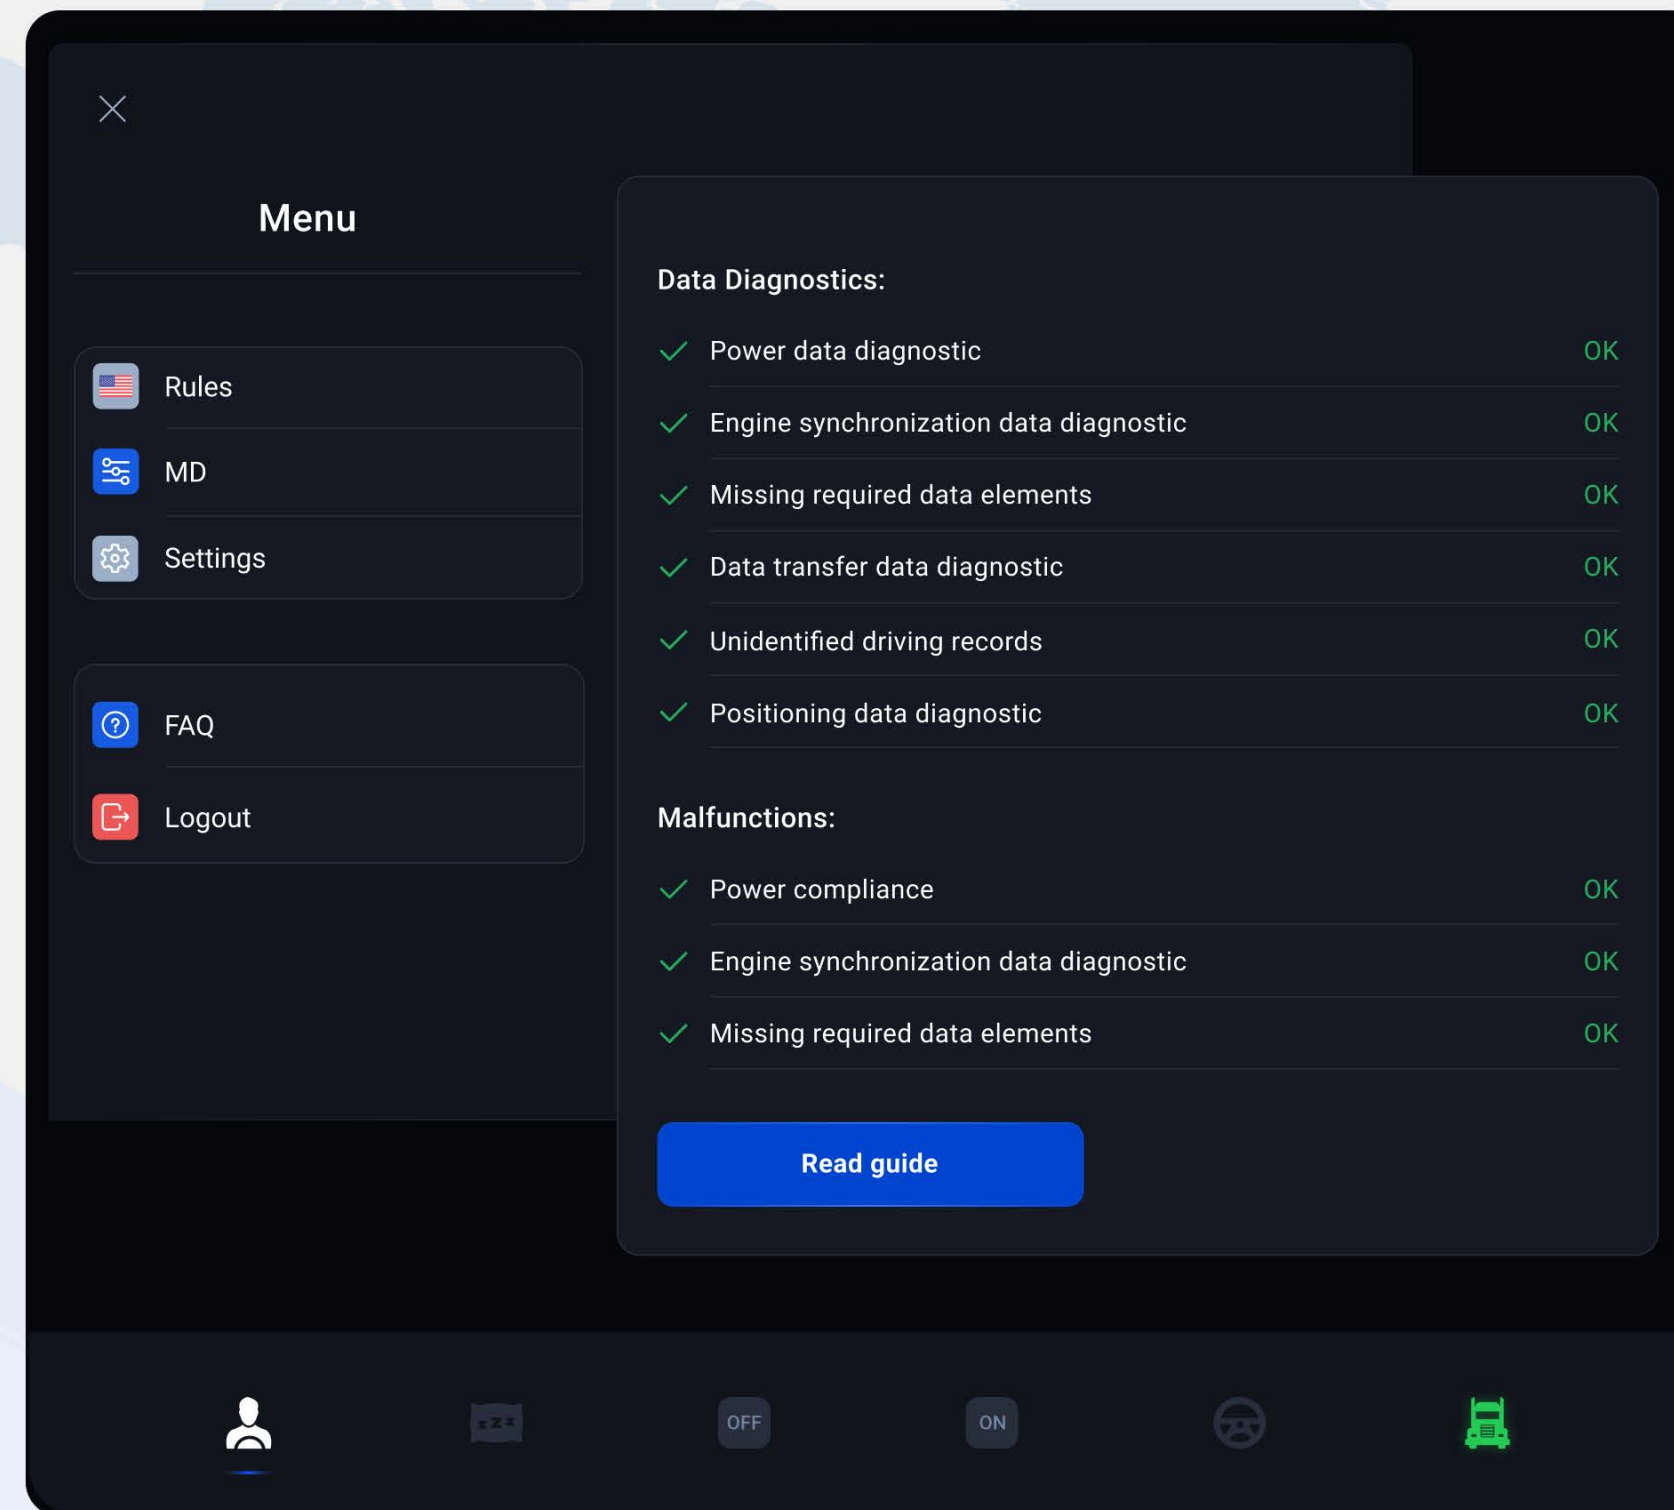 Menu
Rules
MD
Settings
FAQ
Logout
Data Diagnostics:
Power data diagnostic OK
Engine synchronization data diagnostic OK
Missing required data elements OK
Data transfer data diagnostic OK
Unidentified driving records OK
Positioning data diagnostic OK
Malfunctions:
Power compliance OK
Engine synchronization data diagnostic OK
Missing required data elements OK
Read guide
zZz OFF ON